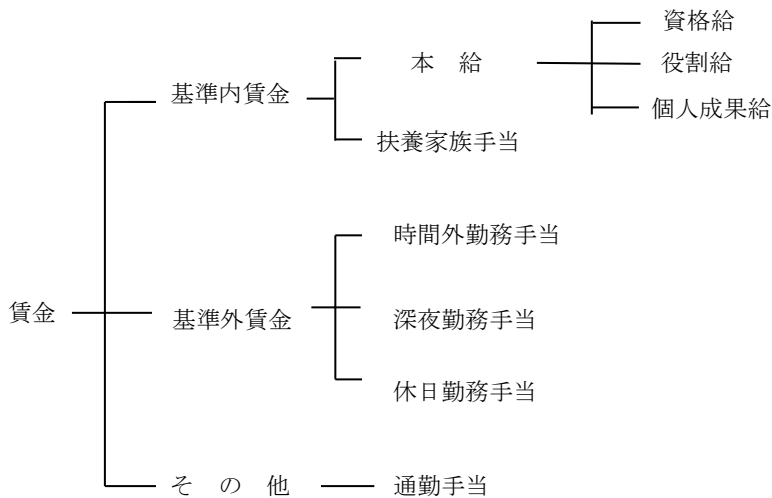 資格給
本　給
役割給
基準内賃金
個人成果給
扶養家族手当
時間外勤務手当
賃金
基準外賃金
深夜勤務手当
休日勤務手当
そ　の　他
通勤手当